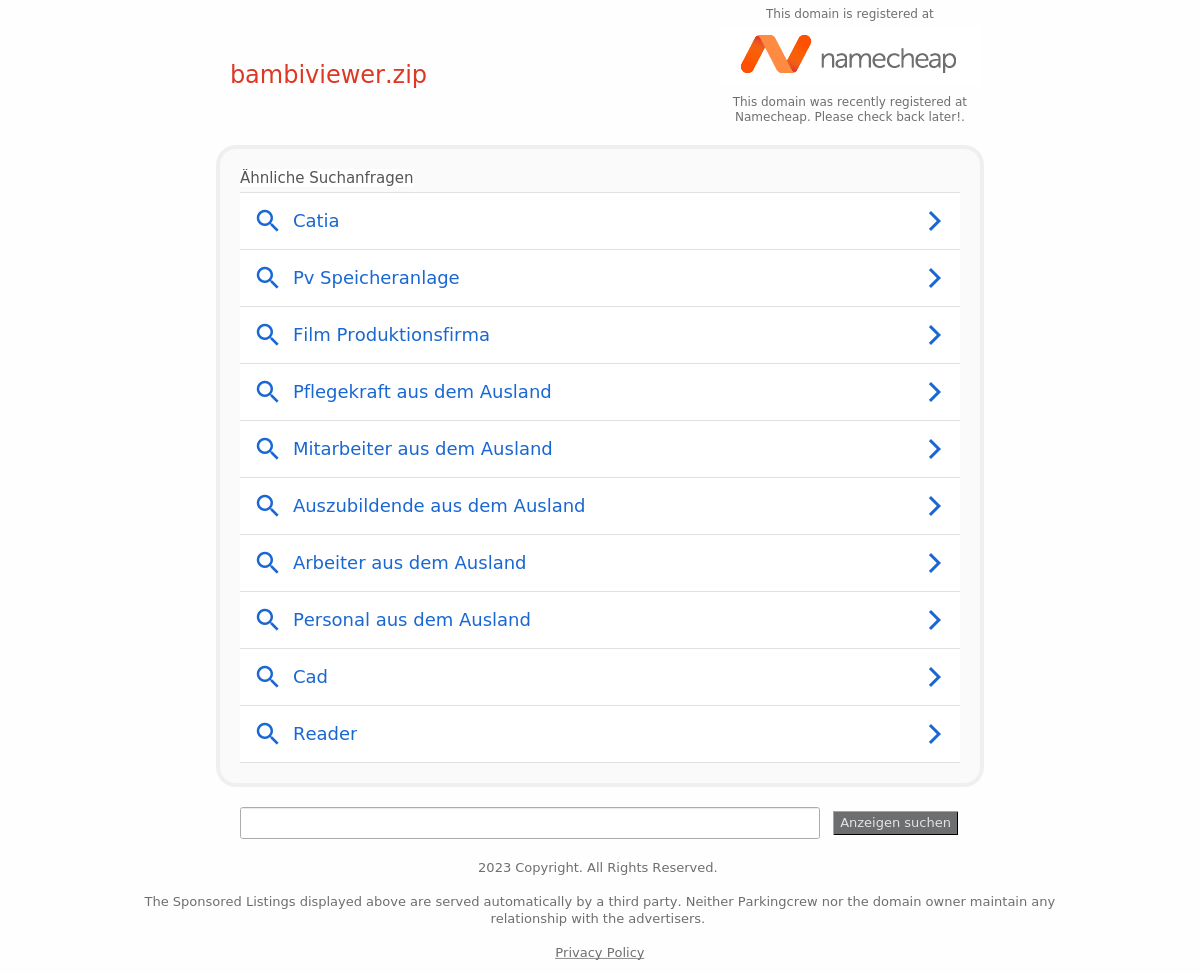 This domain is registered at
namecheap
bambiviewer.zip
This domain was recently registered at
Namecheap. Please check back later!.
Ähnliche Suchanfragen
Catia
Pv Speicheranlage
Film Produktionsfirma
Pflegekraft aus dem Ausland
Mitarbeiter aus dem Ausland
Auszubildende aus dem Ausland
Arbeiter aus dem Ausland
Personal aus dem Ausland
Cad
Reader
Anzeigen suchen
2023 Copyright. All Rights Reserved.
The Sponsored Listings displayed above are served automatically by a third party. Neither Parkingcrew nor the domain owner maintain any
relationship with the advertisers.
Privacy Policy